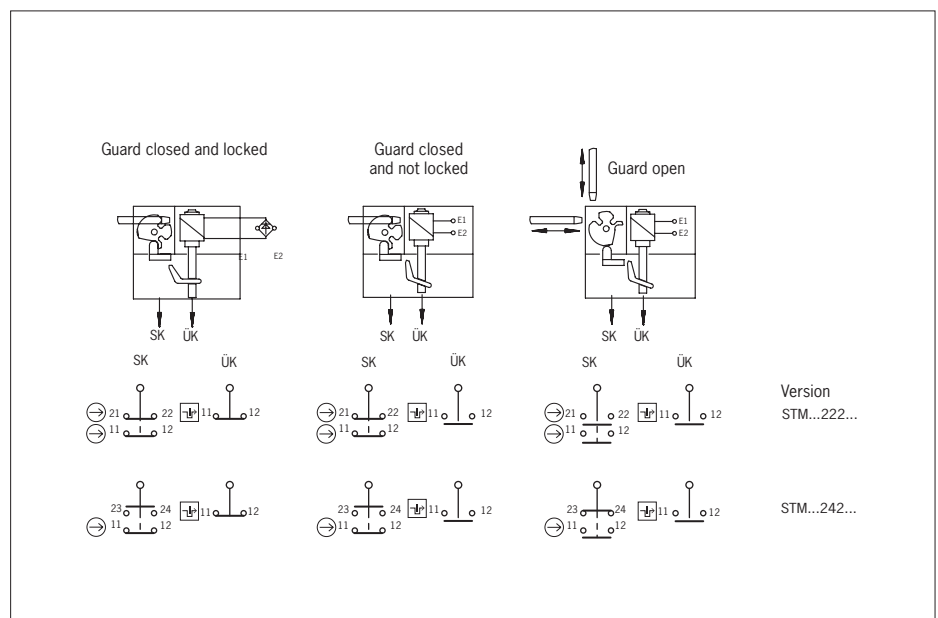 Guard closed and locked
Guard closed
and not locked
Guard open
E1 E2
E1
E2
E1
E2
SK ÜK
SK ÜK
SK ÜK
SK ÜK
SK ÜK
SK ÜK
Version
21 22 11 12
11 12
21 22 11 12
11 12
21 22 11 12
11 12
STM...222...
23 24 11 12
11 12
23 24 11 12
11 12
23 24 11 12
11 12
STM...242...